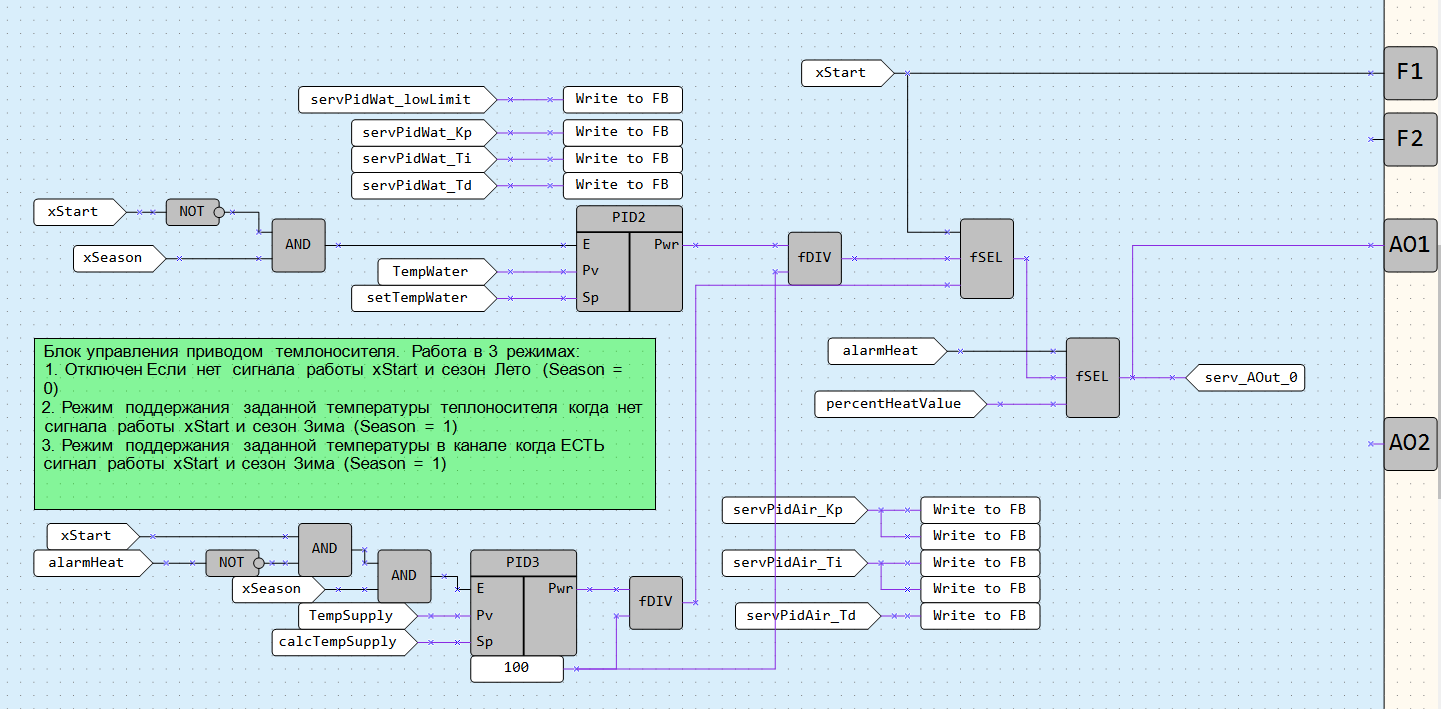 xStart
F1
servPidWat_lowLimit
Write to FB
servPidWat_Kp
Write to FB
F2
servPidWat_Ti
Write to FB
servPidWat_Td
Write to FB
xStart
NOT
PID2
AND
E
Pwr
AO1
xSeason
fDIV
fSEL
TempWater
Pv
setTempWater
Sp
Блок управления приводом темлоносителя. Работа в 3 режимах:
1. Отключен Если нет сигнала работы xStart и сезон Лето (Season =
0)
2. Режим поддержания заданной температуры теплоносителя когда нет
сигнала работы xStart и сезон Зима (Season = 1)
3. Режим поддержания заданной температуры в канале когда ЕСТЬ
сигнал работы xStart и сезон Зима (Season = 1)
alarmHeat
fSEL
serv_AOut_0
percentHeatValue
AO2
servPidAir_Kp
Write to FB
Write to FB
servPidAir_Ti
Write to FB
Write to FB
servPidAir_Td
Write to FB
xStart
AND
alarmHeat
NOT
PID3
AND
xSeason
E
Pwr
fDIV
TempSupply
Pv
calcTempSupply
Sp
100